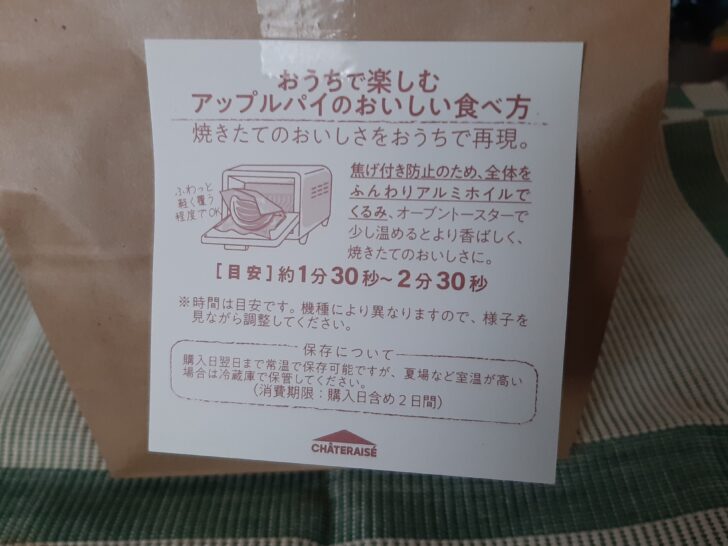 おうちで楽しむ
アップルパイのおいしい食べ方
焼きたてのおいしさをおうちで再現。
ふわっと
軽く覆う
程度でOK
焦げ付き防止のため、全体を
ふんわりアルミホイルで
くるみ、オーブントースターで
少し温めるとより香ばしく、
焼きたてのおいしさに。
[目安]約1分30秒~2分30秒
※時間は目安です。機種により異なりますので、様子を
見ながら調整してください。
保存について
購入日翌日まで常温で保存可能ですが、夏場など室温が高い
場合は冷蔵庫で保管してください。
(消費期限:購入日含め2日間)
CHÂTERAISÉ